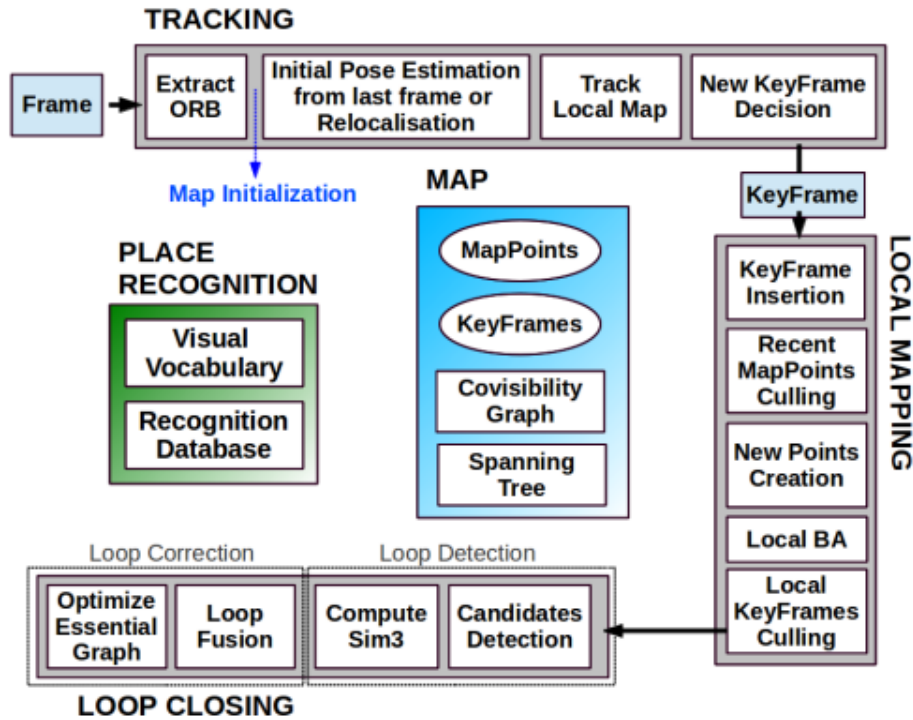 TRACKING
Frame
Extract
ORB
Initial Pose Estimation
from last frame or
Relocalisation
Track
Local Map
New KeyFrame
Decision
Map Initialization
KeyFrame
MAP
MapPoints
KeyFrames
Covisibility
Graph
Spanning
Tree
PLACE
RECOGNITION
Visual
Vocabulary
Recognition
Database
LOCAL MAPPING
KeyFrame
Insertion
Recent
MapPoints
Culling
New Points
Creation
Local BA
Local
KeyFrames
Culling
Loop Correction
Loop Detection
Optimize
Essential
Graph
Loop
Fusion
Compute
Sim3
Candidates
Detection
LOOP CLOSING